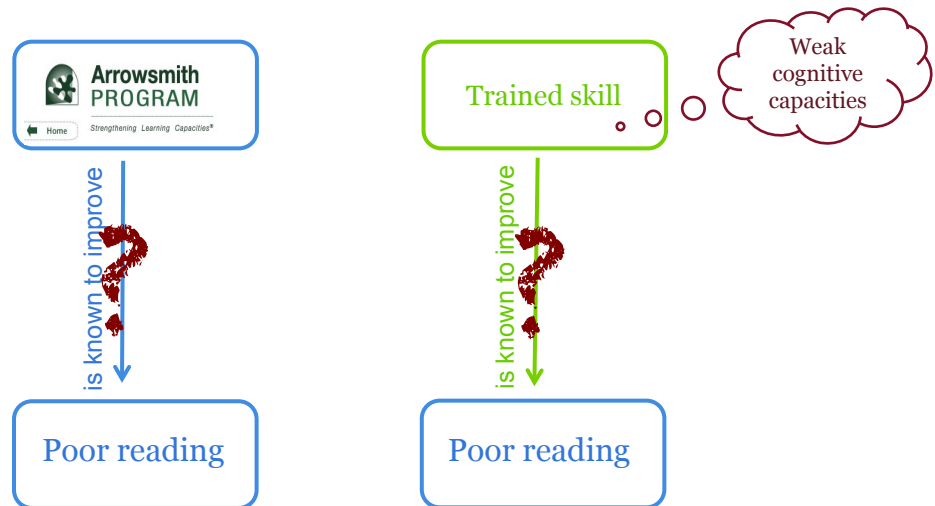 Arrowsmith
PROGRAM
Home
Strengthening Learning Capacities®
is known to improve
?
Poor reading
Trained skill
Weak
cognitive
capacities
is known to improve
?
Poor reading